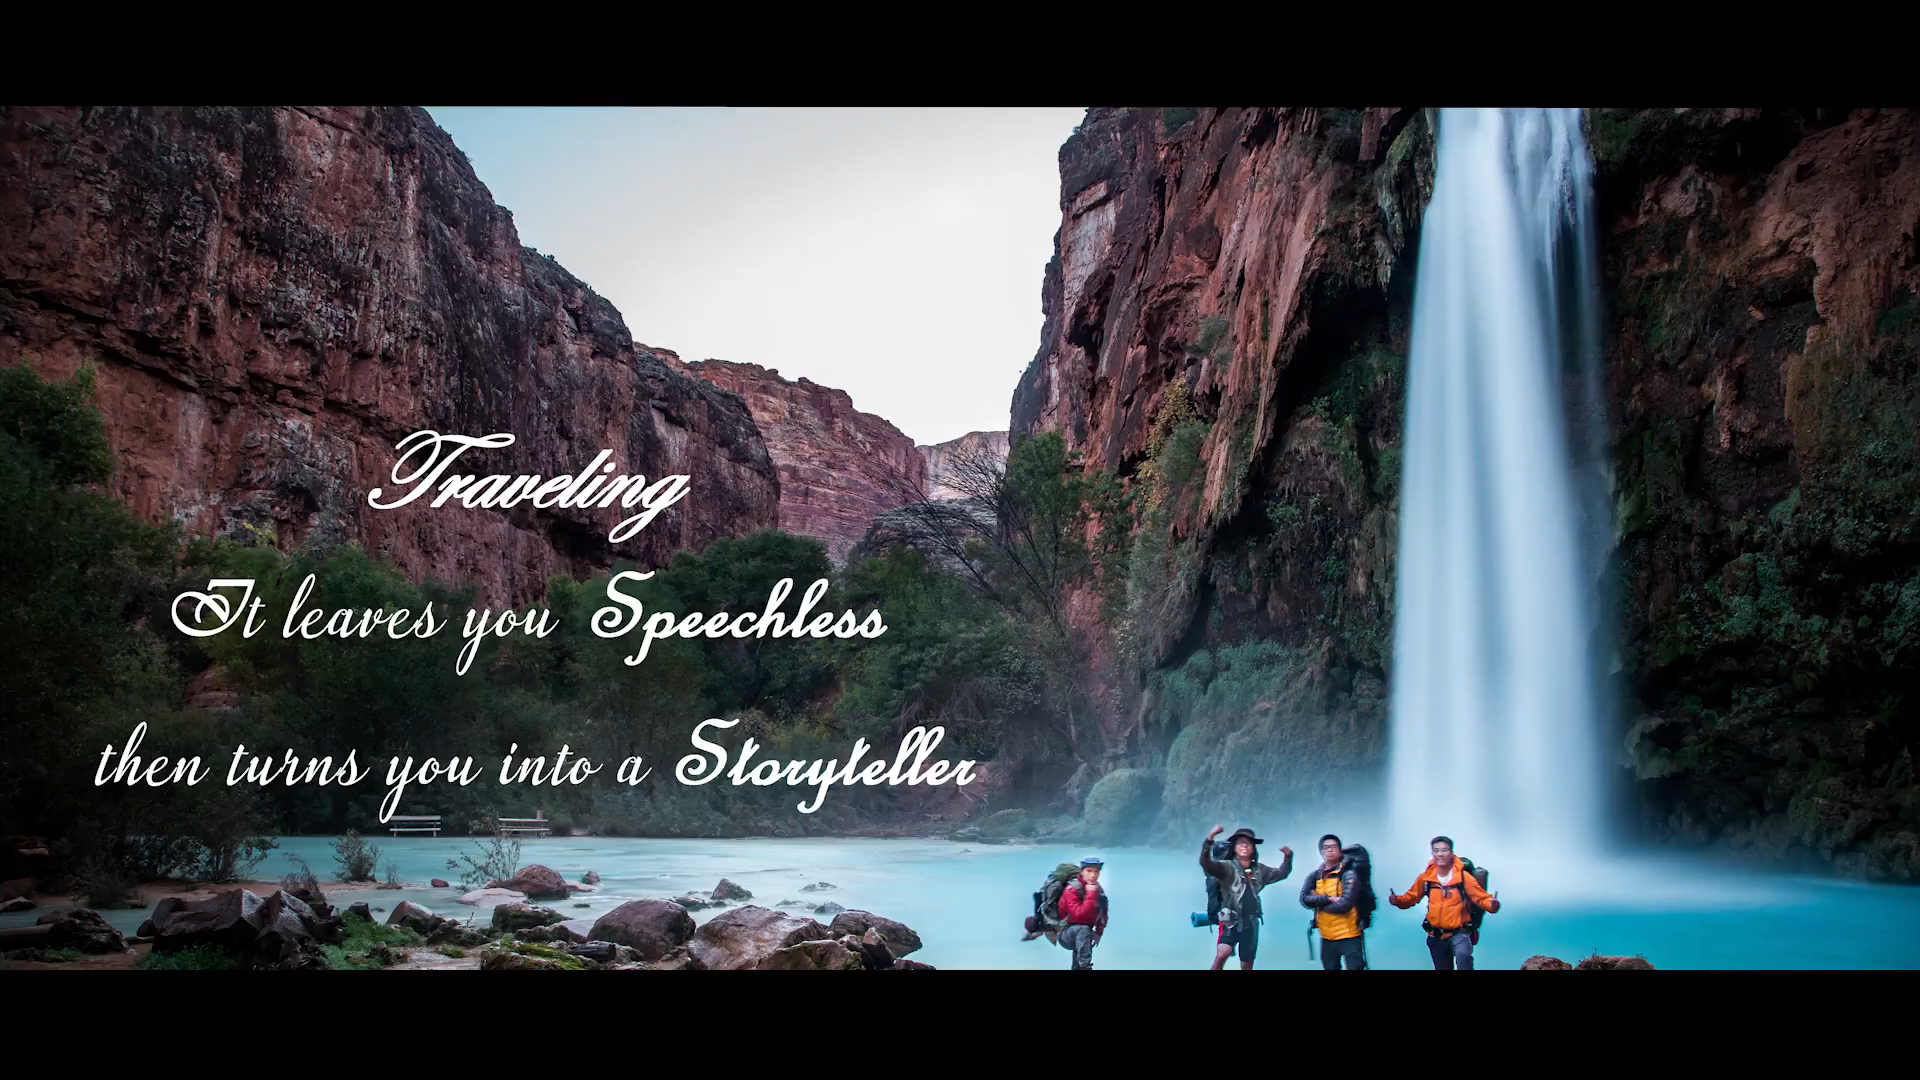 Traveling
It leaves you Speechless
then turns you into a Storyteller